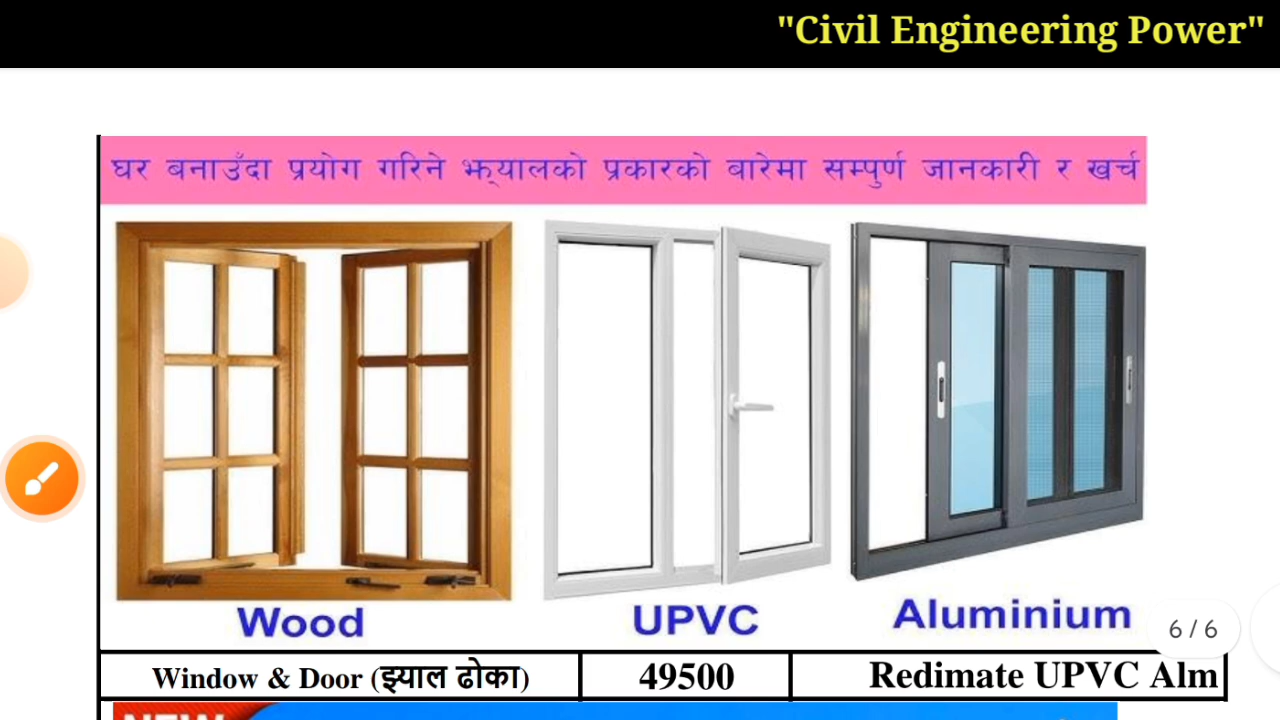 "Civil Engineering Power"
घर बनाउँदा प्रयोग गरिने झ्यालको प्रकारको बारेमा सम्पुर्ण जानकारी र खर्च
Wood
UPVC
Aluminium
6 / 6
Window & Door (झ्याल ढोका)
49500
Redimate UPVC Alm
NEW